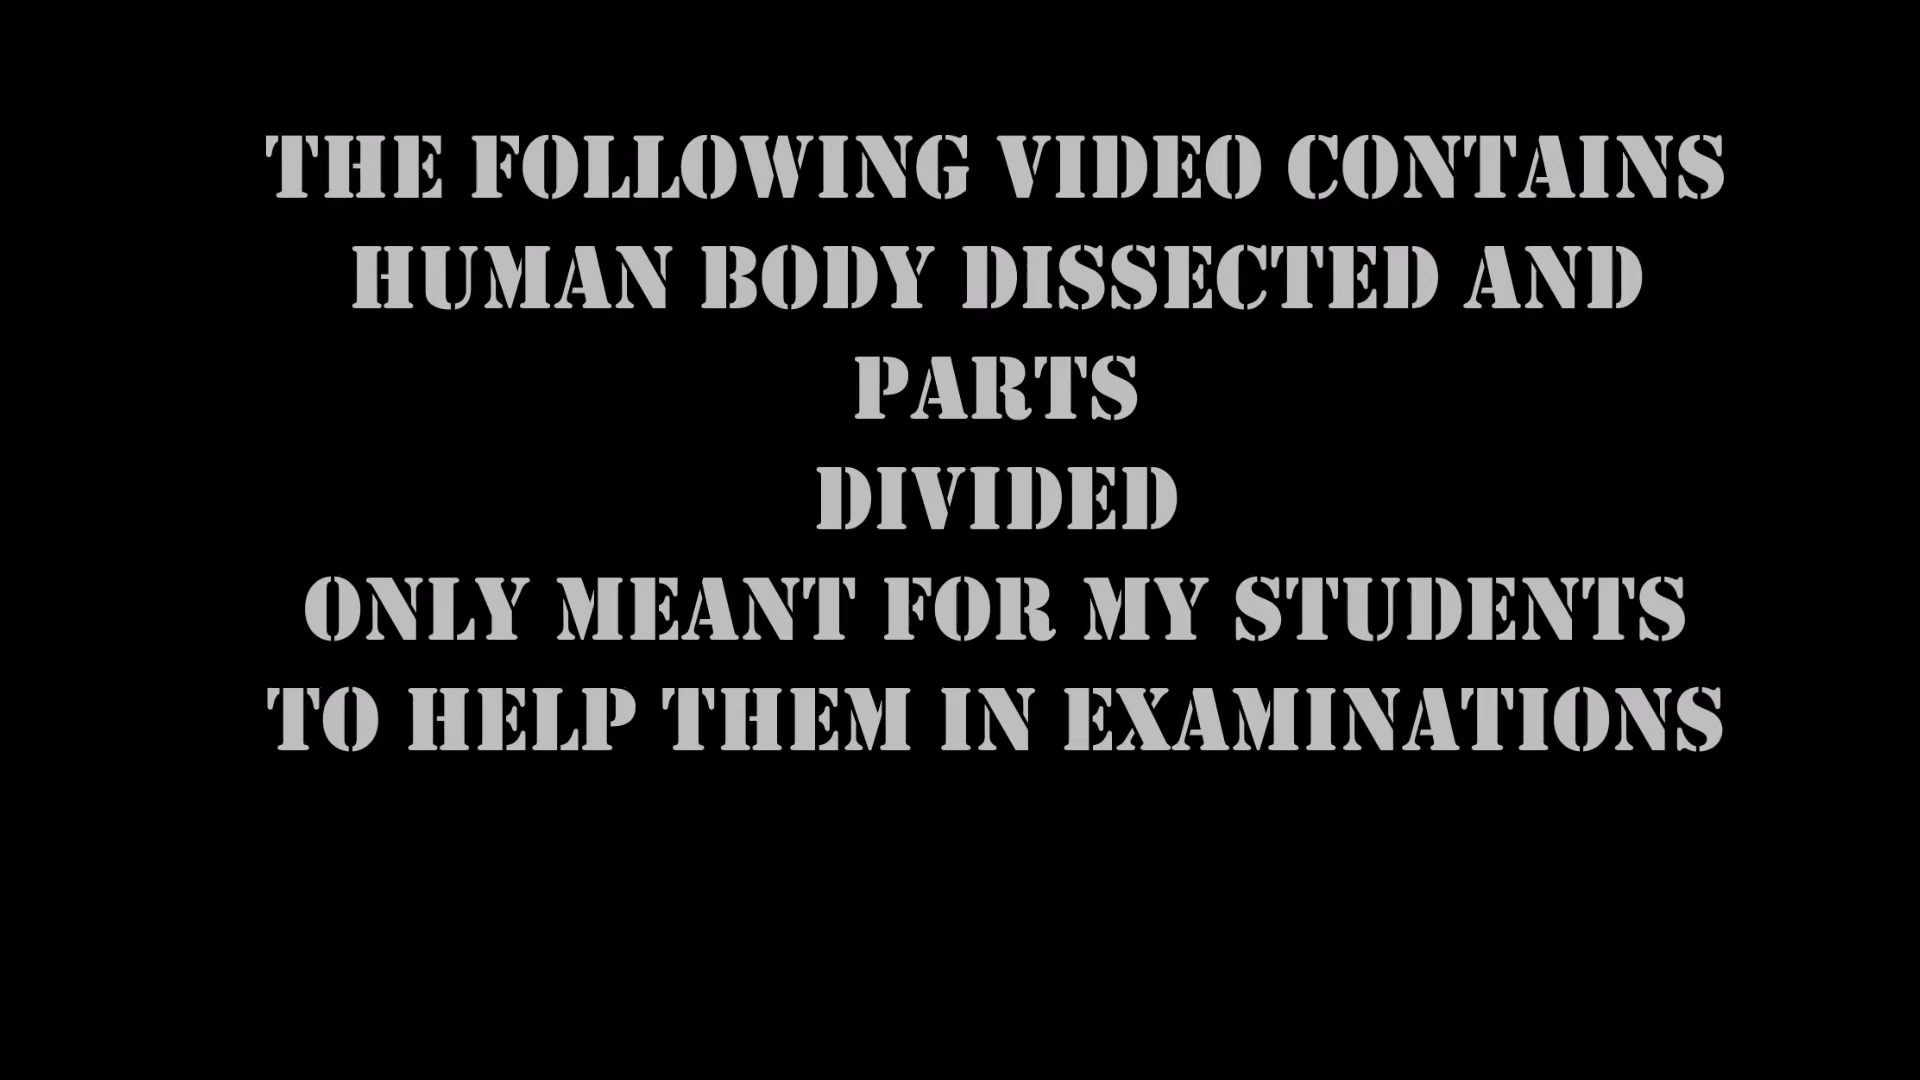 THE FOLLOWING VIDEO CONTAINS
HUMAN BODY DISSECTED AND
PARTS
DIVIDED
ONLY MEANT FOR MY STUDENTS
TO HELP THEM IN EXAMINATIONS